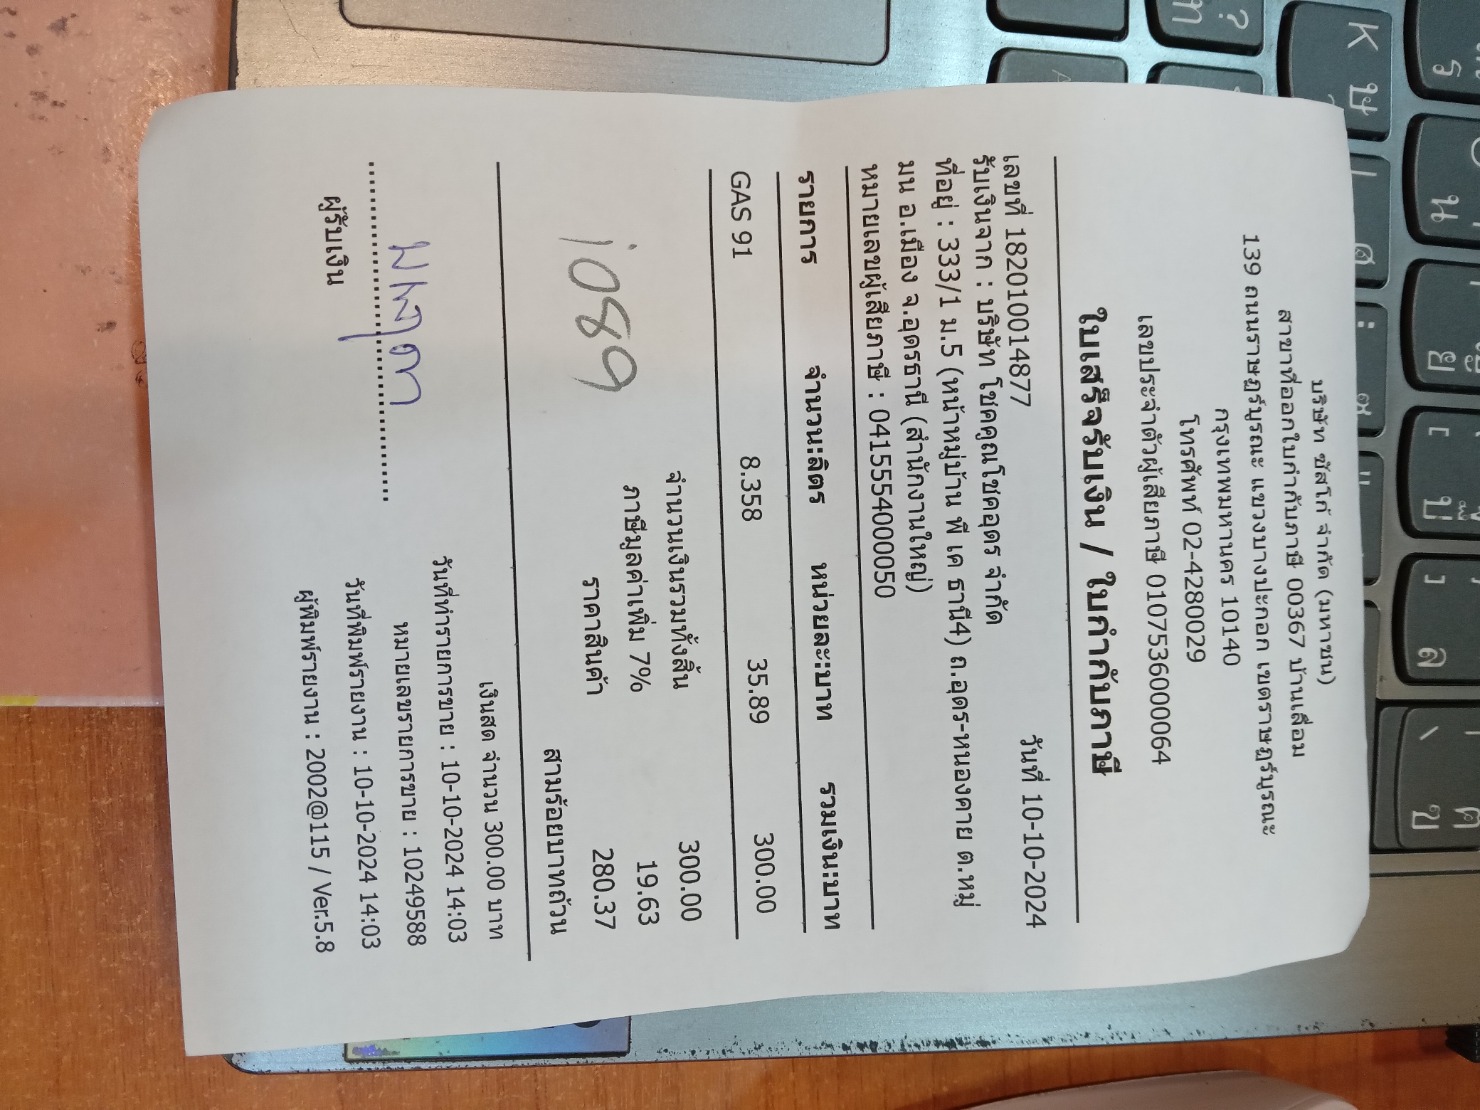 บริษัท ซัสโก้ จำกัด (มหาชน)
สาขาที่ออกใบกำกับภาษี 00367 บ้านเลื่อม
139 ถนนราษฎร์บูรณะ แขวงบางปะกอก เขตราษฎร์บูรณะ
กรุงเทพมหานคร 10140
โทรศัพท์ 02-4280029
เลขประจำตัวผู้เสียภาษี 0107536000064
ใบเสร็จรับเงิน / ใบกำกับภาษี
เลขที่ 182010014877 วันที่ 10-10-2024
รับเงินจาก : บริษัท โชคคูณโชคอุดร จำกัด
ที่อยู่ : 333/1 ม.5 (หน้าหมู่บ้าน พี เค ธานี4) ถ.อุดร-หนองคาย ต.หมู่
มน อ.เมือง จ.อุดรธานี (สำนักงานใหญ่)
หมายเลขผู้เสียภาษี : 0415554000050
รายการ จำนวน:ลิตร หน่วยละ:บาท รวมเงิน:บาท
GAS 91 8.358 35.89 300.00
จำนวนเงินรวมทั้งสิ้น 300.00
ภาษีมูลค่าเพิ่ม 7% 19.63
ราคาสินค้า 280.37
1089
สามร้อยบาทถ้วน
เงินสด จำนวน 300.00 บาท
วันที่ทำรายการขาย : 10-10-2024 14:03
หมายเลขรายการขาย : 10249588
วันที่พิมพ์รายงาน : 10-10-2024 14:03
ผู้พิมพ์รายงาน : 2002@115 / Ver.5.8
ผู้รับเงิน